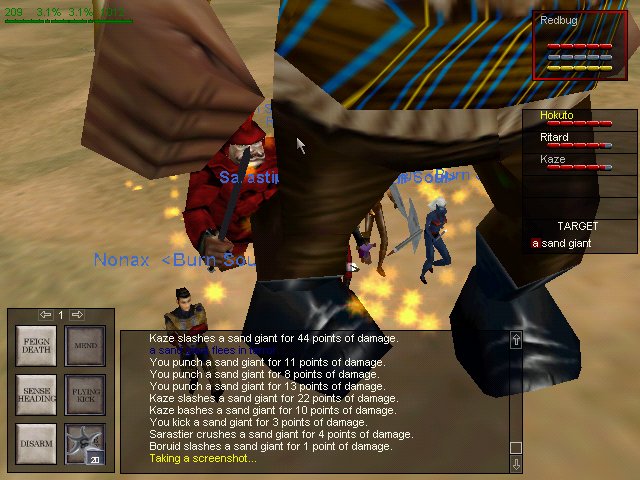 209 3.1% 3.1%
Redbug
Hokuto
Ritard
Kaze
TARGET
a sand giant
Nonax <Burn Sou
1
FEIGN DEATH
MEND
SENSE HEADING
FLYING KICK
DISARM
20
Kaze slashes a sand giant for 44 points of damage.
a sand giant flees in
You punch a sand giant for 11 points of damage.
You punch a sand giant for 8 points of damage.
You punch a sand giant for 13 points of damage.
Kaze slashes a sand giant for 22 points of damage.
Kaze bashes a sand giant for 10 points of damage.
You kick a sand giant for 3 points of damage.
Sarastier crushes a sand giant for 4 points of damage.
Boruid slashes a sand giant for 1 point of damage.
Taking a screenshot...